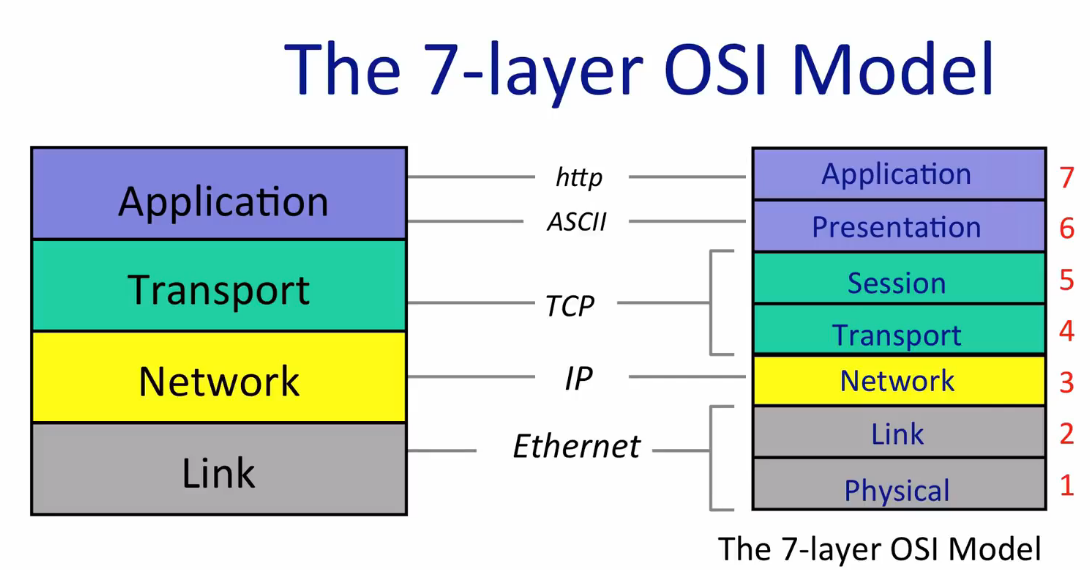 The 7-layer OSI Model
Application
Transport
Network
Link
http
ASCII
TCP
IP
Ethernet
Application 7
Presentation 6
Session 5
Transport 4
Network 3
Link 2
Physical 1
The 7-layer OSI Model